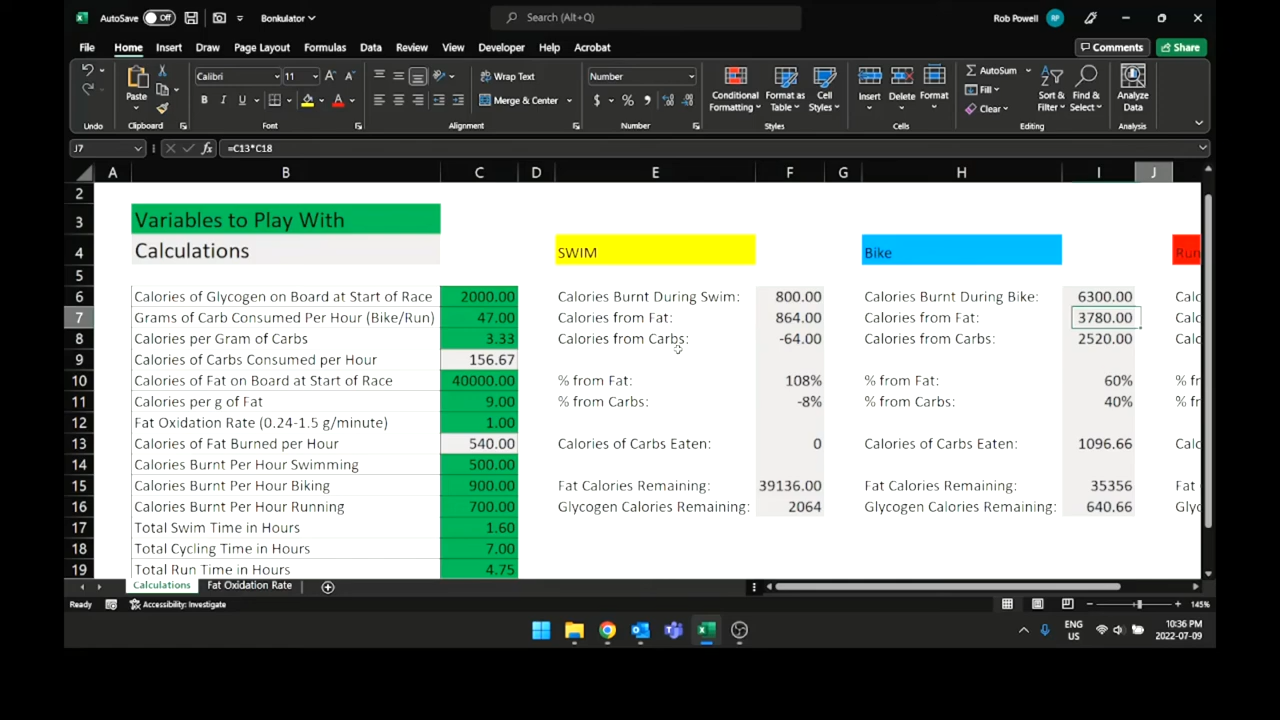 AutoSave Off Bonkulator Search (Alt+Q) Rob Powell RP
File Home Insert Draw Page Layout Formulas Data Review View Developer Help Acrobat Comments Share
Calibri 11 Wrap Text Number AutoSum
Paste B I U A Merge & Center $ % Conditional Formatting Format as Table Cell Styles Insert Delete Format Fill Clear Sort & Filter Find & Select Analyze Data
Undo Clipboard Font Alignment Number Styles Cells Editing Analysis
J7 fx =C13*C18
A B C D E F G H I J
2
3 Variables to Play With
4 Calculations SWIM Bike Run
5
6 Calories of Glycogen on Board at Start of Race 2000.00 Calories Burnt During Swim: 800.00 Calories Burnt During Bike: 6300.00 Calo
7 Grams of Carb Consumed Per Hour (Bike/Run) 47.00 Calories from Fat: 864.00 Calories from Fat: 3780.00 Calo
8 Calories per Gram of Carbs 3.33 Calories from Carbs: -64.00 Calories from Carbs: 2520.00 Calo
9 Calories of Carbs Consumed per Hour 156.67
10 Calories of Fat on Board at Start of Race 40000.00 % from Fat: 108% % from Fat: 60% % fr
11 Calories per g of Fat 9.00 % from Carbs: -8% % from Carbs: 40% % fr
12 Fat Oxidation Rate (0.24-1.5 g/minute) 1.00
13 Calories of Fat Burned per Hour 540.00 Calories of Carbs Eaten: 0 Calories of Carbs Eaten: 1096.66 Calo
14 Calories Burnt Per Hour Swimming 500.00
15 Calories Burnt Per Hour Biking 900.00 Fat Calories Remaining: 39136.00 Fat Calories Remaining: 35356 Fat C
16 Calories Burnt Per Hour Running 700.00 Glycogen Calories Remaining: 2064 Glycogen Calories Remaining: 640.66 Glyc
17 Total Swim Time in Hours 1.60
18 Total Cycling Time in Hours 7.00
19 Total Run Time in Hours 4.75
Calculations Fat Oxidation Rate
Ready Accessibility: Investigate 145%
ENG US 10:36 PM 2022-07-09